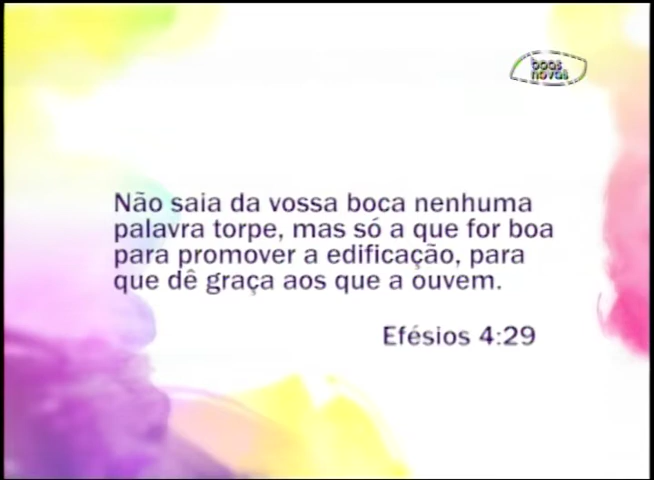 boas
novas
Não saia da vossa boca nenhuma
palavra torpe, mas só a que for boa
para promover a edificação, para
que dê graça aos que a ouvem.
Efésios 4:29